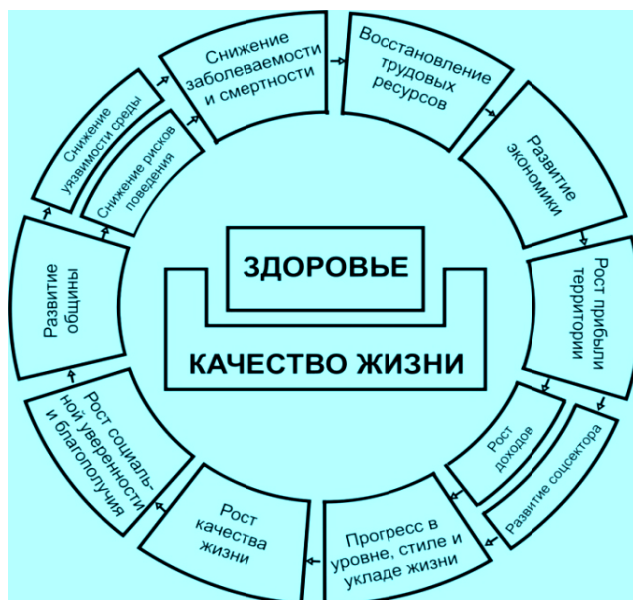 Снижение
заболеваемости
и смертности
Восстановление
трудовых
ресурсов
Развитие
экономики
Рост прибыли
территории
Рост
доходов
Развитие соцсектора
Прогресс в
уровне, стиле и
укладе жизни
Рост
качества
жизни
Рост социаль-
ной уверенности
и благополучия
Развитие
общины
Снижение
уязвимости среды
Снижение рисков
поведения
ЗДОРОВЬЕ
КАЧЕСТВО ЖИЗНИ